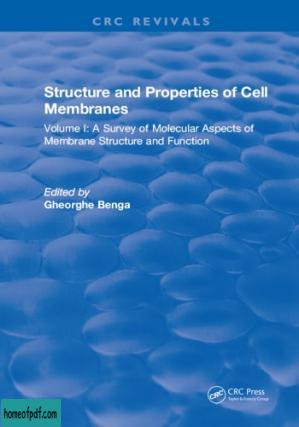 CRC REVIVALS
Structure and Properties of Cell
Membranes
Volume I: A Survey of Molecular Aspects of
Membrane Structure and Function
Edited by
Gheorghe Benga
CRC Press
Taylor & Francis Group
homeofpdf.com